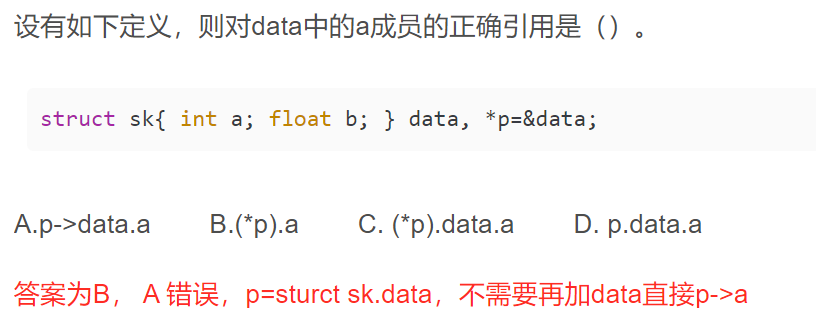 设有如下定义，则对data中的a成员的正确引用是（）。
struct sk{ int a; float b; } data, *p=&data;
A.p->data.a B.(*p).a C. (*p).data.a D. p.data.a
答案为B， A 错误，p=sturct sk.data，不需要再加data直接p->a